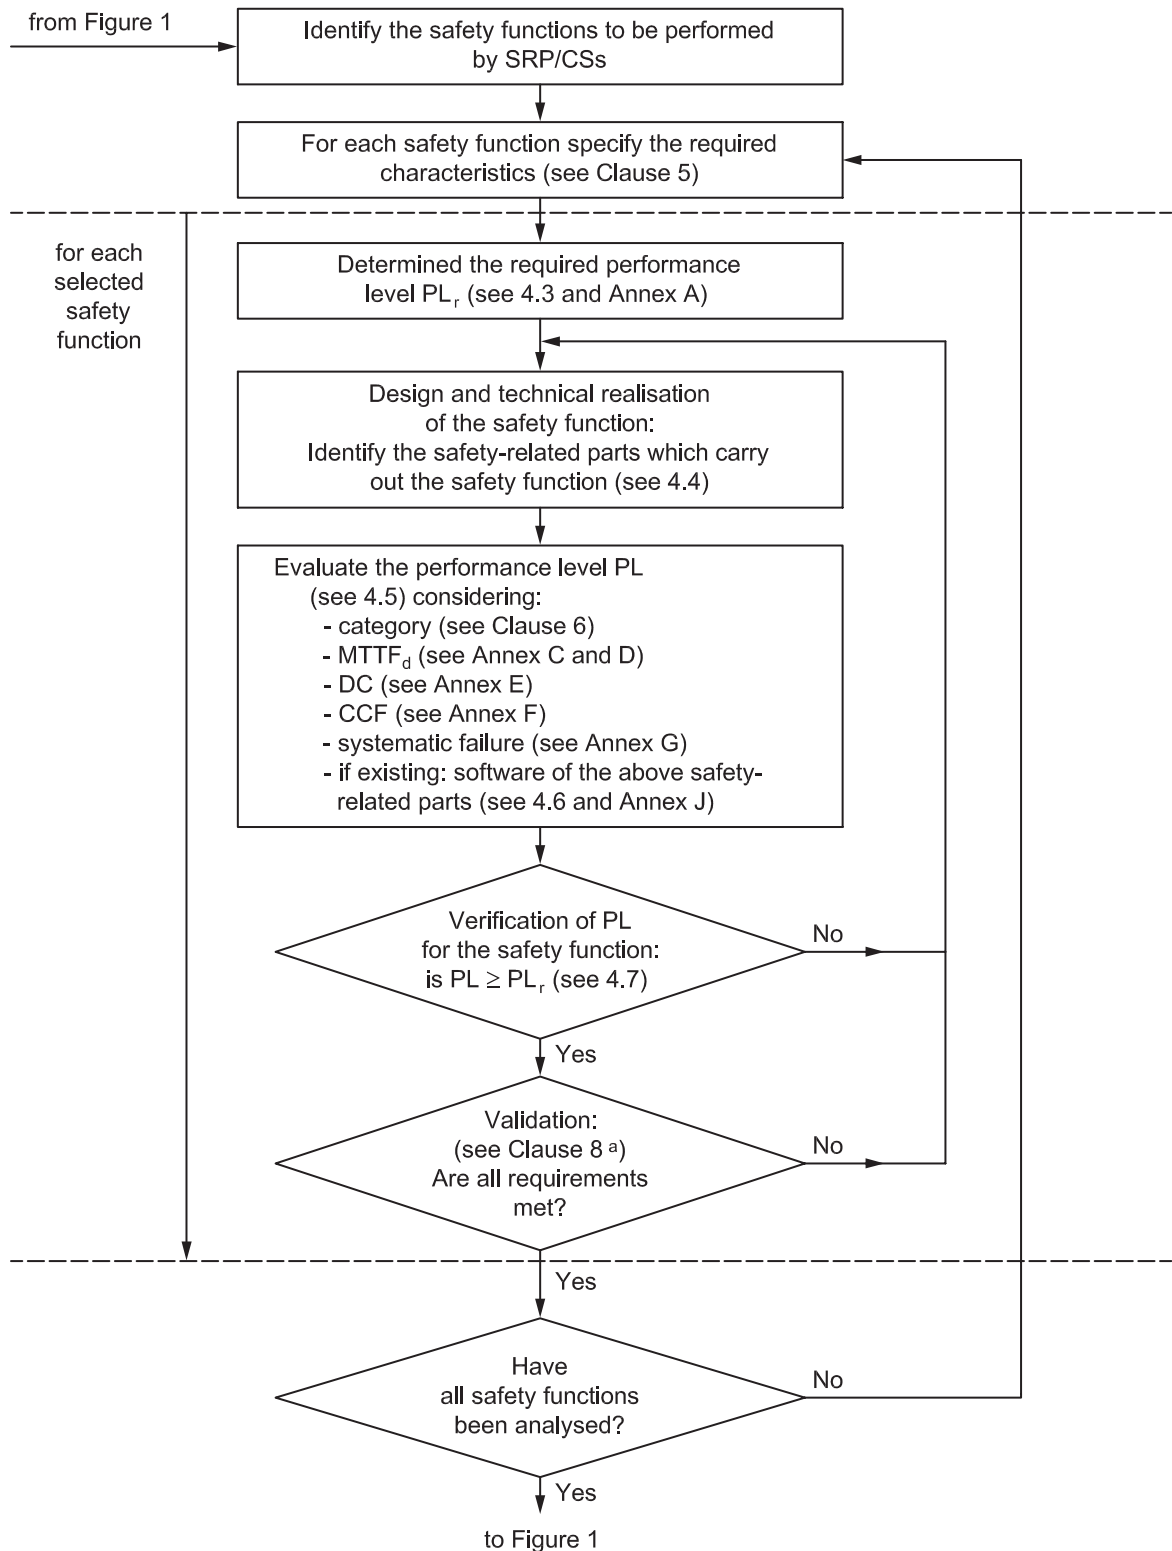 from Figure 1
Identify the safety functions to be performed
by SRP/CSs
For each safety function specify the required
characteristics (see Clause 5)
for each
selected
safety
function
Determined the required performance
level PLr (see 4.3 and Annex A)
Design and technical realisation
of the safety function:
Identify the safety-related parts which carry
out the safety function (see 4.4)
Evaluate the performance level PL
(see 4.5) considering:
- category (see Clause 6)
- MTTFd (see Annex C and D)
- DC (see Annex E)
- CCF (see Annex F)
- systematic failure (see Annex G)
- if existing: software of the above safety-
related parts (see 4.6 and Annex J)
Verification of PL
for the safety function:
is PL ≥ PLr (see 4.7)
No
Yes
Validation:
(see Clause 8 a)
Are all requirements
met?
No
Yes
Have
all safety functions
been analysed?
No
Yes
to Figure 1